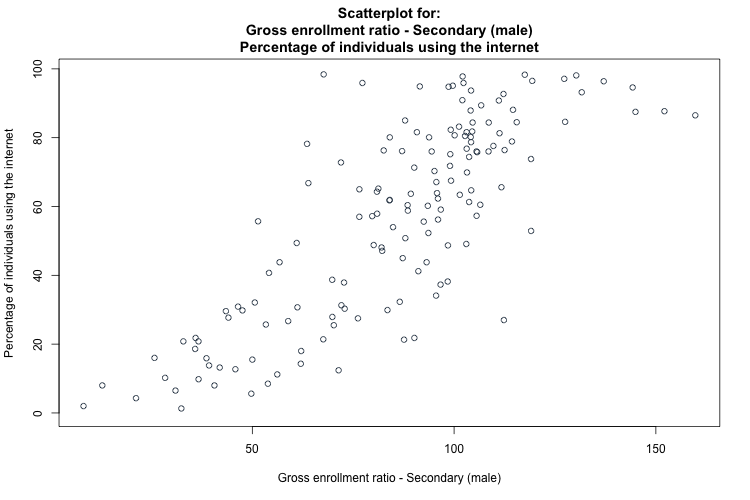 Scatterplot for:
Gross enrollment ratio - Secondary (male)
Percentage of individuals using the internet
100
80
60
40
20
0
Percentage of individuals using the internet
50 100 150
Gross enrollment ratio - Secondary (male)